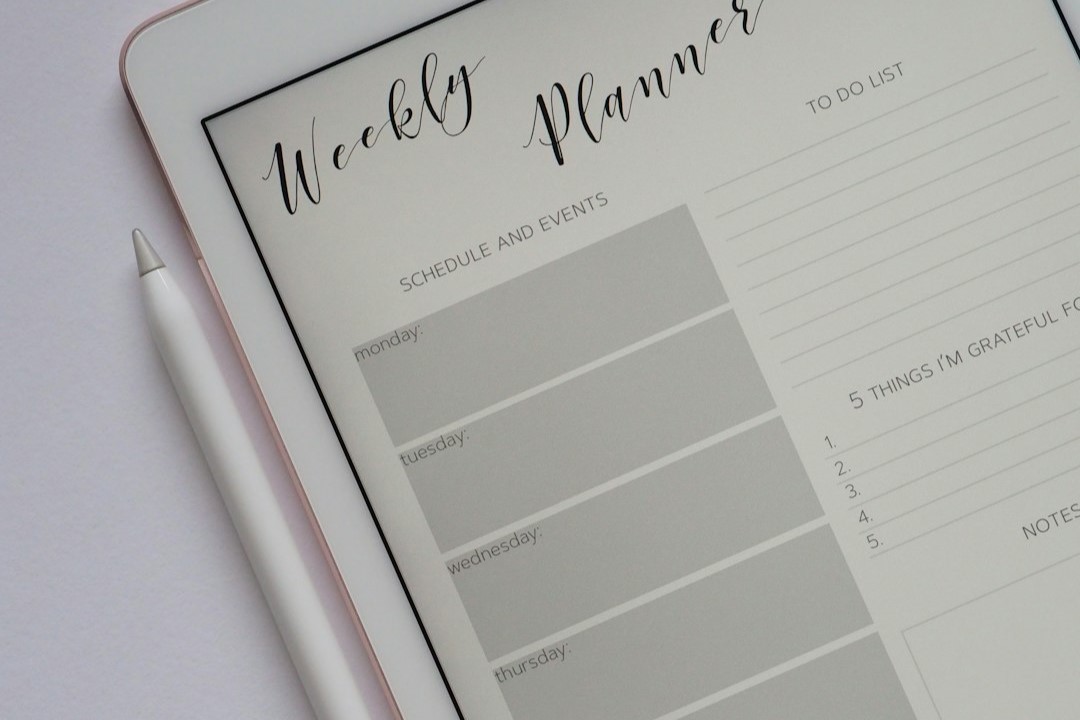 Weekly Planner
SCHEDULE AND EVENTS
monday:
tuesday:
wednesday:
thursday:
TO DO LIST
5 THINGS I'M GRATEFUL FO
1.
2.
3.
4.
5.
NOTES